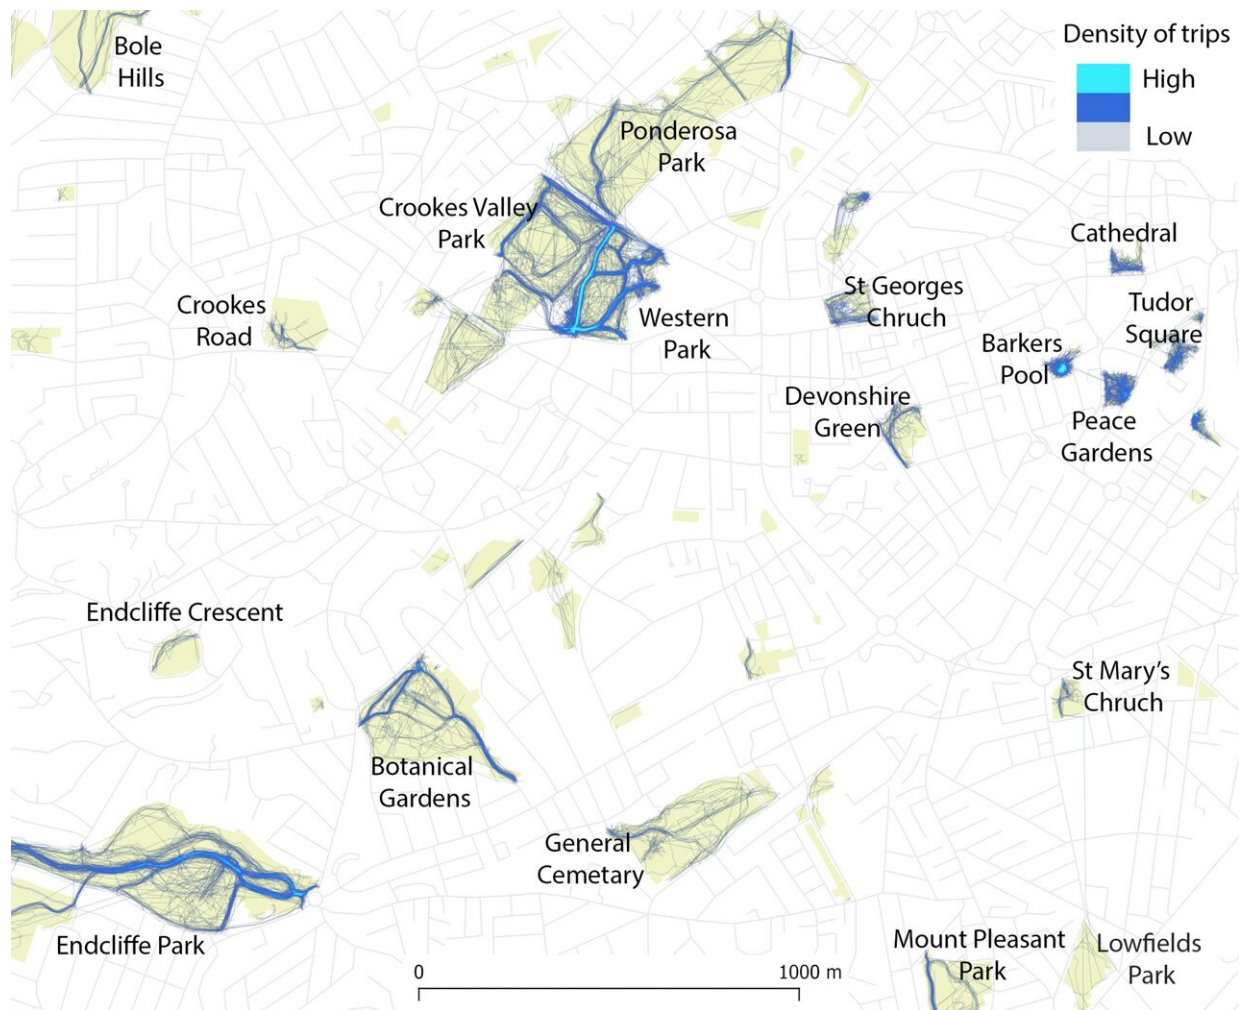 Density of trips
High
Low
Bole
Hills
Ponderosa
Park
Crookes Valley
Park
Cathedral
Crookes
Road
St Georges
Chruch
Tudor
Square
Western
Park
Barkers
Pool
Devonshire
Green
Peace
Gardens
Endcliffe Crescent
St Mary's
Chruch
Botanical
Gardens
General
Cemetary
Endcliffe Park
Mount Pleasant
Park
Lowfields
Park
0
1000 m